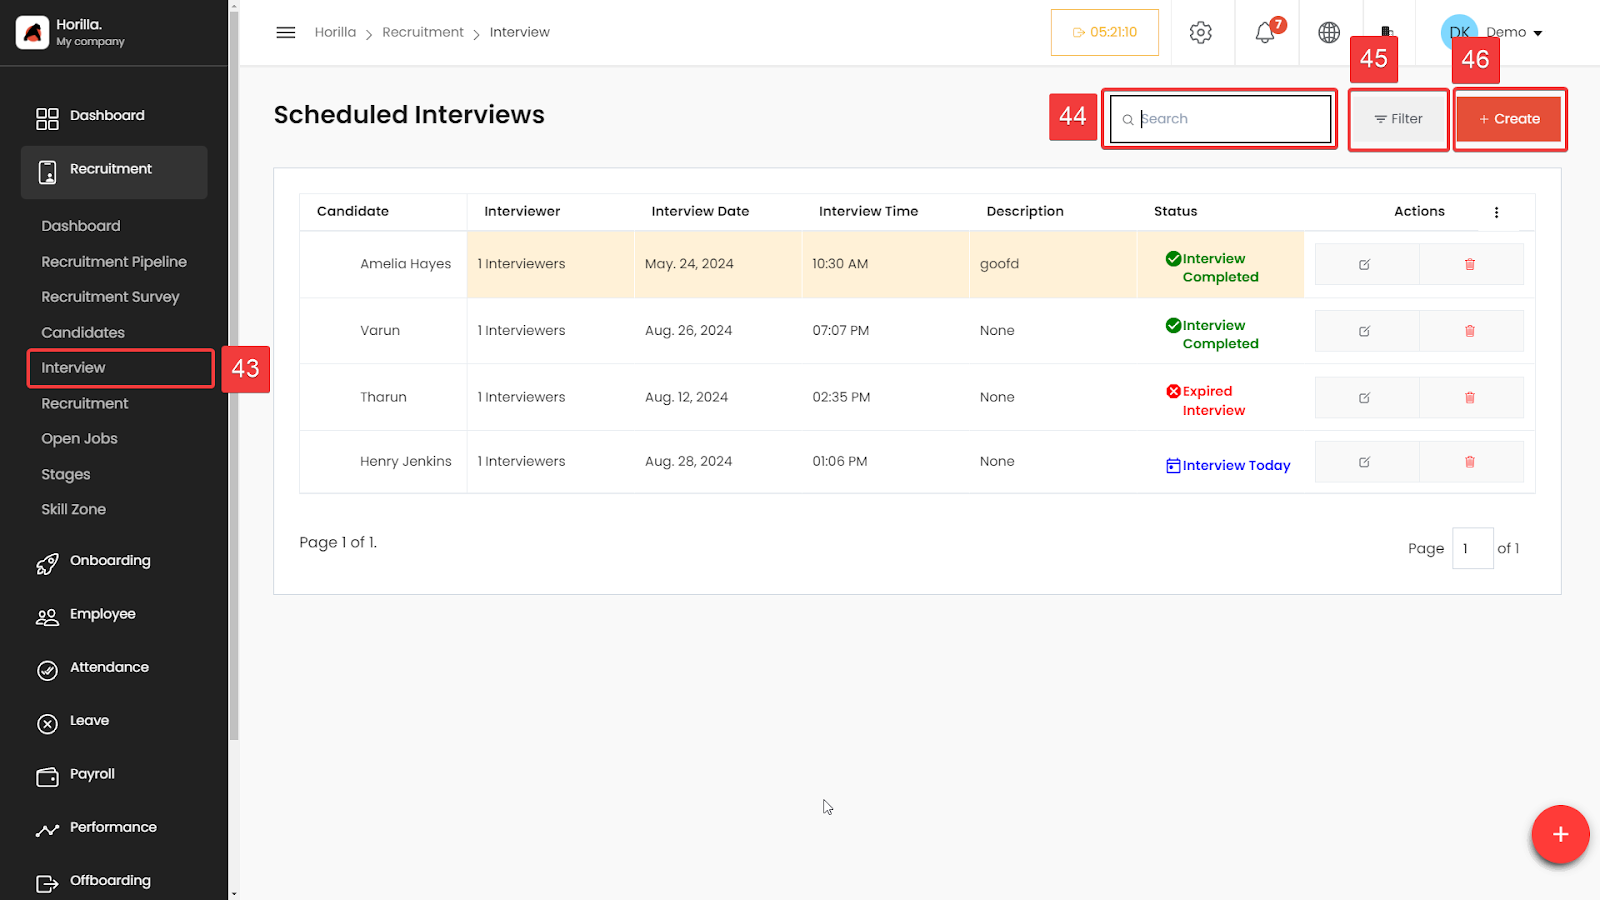 Horilla.
My company
Dashboard
Recruitment
Dashboard
Recruitment Pipeline
Recruitment Survey
Candidates
Interview
43
Recruitment
Open Jobs
Stages
Skill Zone
Onboarding
Employee
Attendance
Leave
Payroll
Performance
Offboarding
Horilla
Recruitment
Interview
05:21:10
7
DK
Demo
Scheduled Interviews
44
Search
45
Filter
46
+ Create
Candidate Interviewer Interview Date Interview Time Description Status Actions
Amelia Hayes 1 Interviewers May. 24, 2024 10:30 AM goofd Interview
Completed
Varun 1 Interviewers Aug. 26, 2024 07:07 PM None Interview
Completed
Tharun 1 Interviewers Aug. 12, 2024 02:35 PM None Expired
Interview
Henry Jenkins 1 Interviewers Aug. 28, 2024 01:06 PM None Interview Today
Page 1 of 1.
Page 1 of 1
+